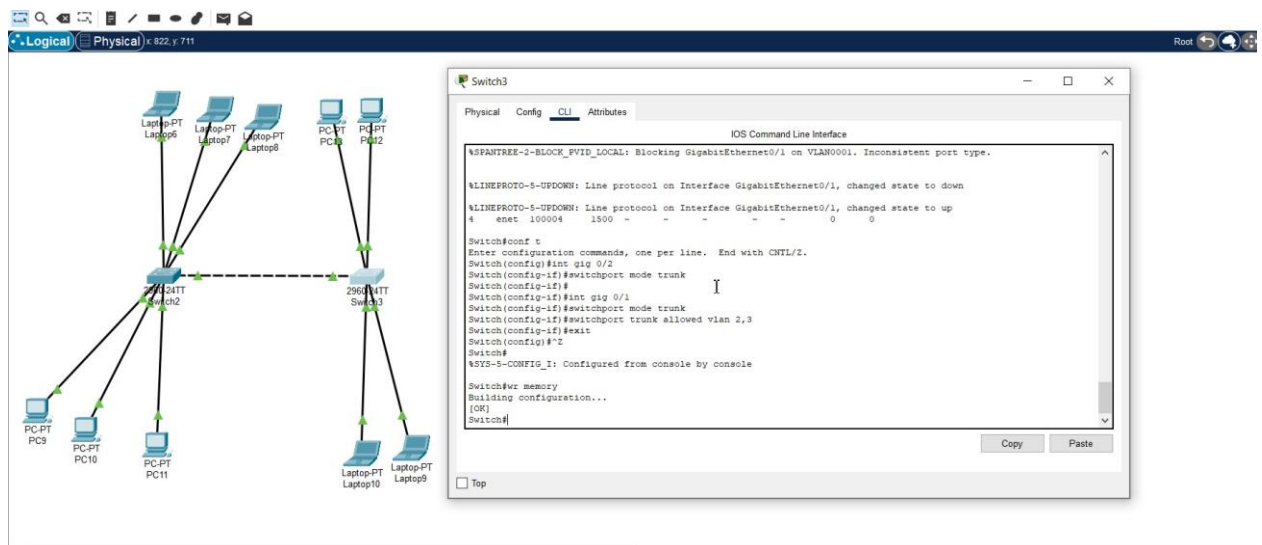 Logical Physical x: 822, y: 711 Root
Switch3
Physical Config CLI Attributes
IOS Command Line Interface
%SPANTREE-2-BLOCK_PVID_LOCAL: Blocking GigabitEthernet0/1 on VLAN0001. Inconsistent port type.
%LINEPROTO-5-UPDOWN: Line protocol on Interface GigabitEthernet0/1, changed state to down
%LINEPROTO-5-UPDOWN: Line protocol on Interface GigabitEthernet0/1, changed state to up
4 enet 100004 1500 - - - - - 0 0
Switch#conf t
Enter configuration commands, one per line. End with CNTL/Z.
Switch(config)#int gig 0/2
Switch(config-if)#switchport mode trunk
Switch(config-if)#
Switch(config-if)#int gig 0/1
Switch(config-if)#switchport mode trunk
Switch(config-if)#switchport trunk allowed vlan 2,3
Switch(config-if)#exit
Switch(config)#^Z
Switch#
%SYS-5-CONFIG_I: Configured from console by console
Switch#wr memory
Building configuration...
[OK]
Switch#
Copy Paste
Top
Laptop-PT
Laptop6
Laptop-PT
Laptop7
Laptop-PT
Laptop8
PC-PT
PC-PT
PC12
2960-24TT
Switch2
2960-24TT
Switch3
PC-PT
PC9
PC-PT
PC10
PC-PT
PC11
Laptop-PT
Laptop10
Laptop-PT
Laptop9